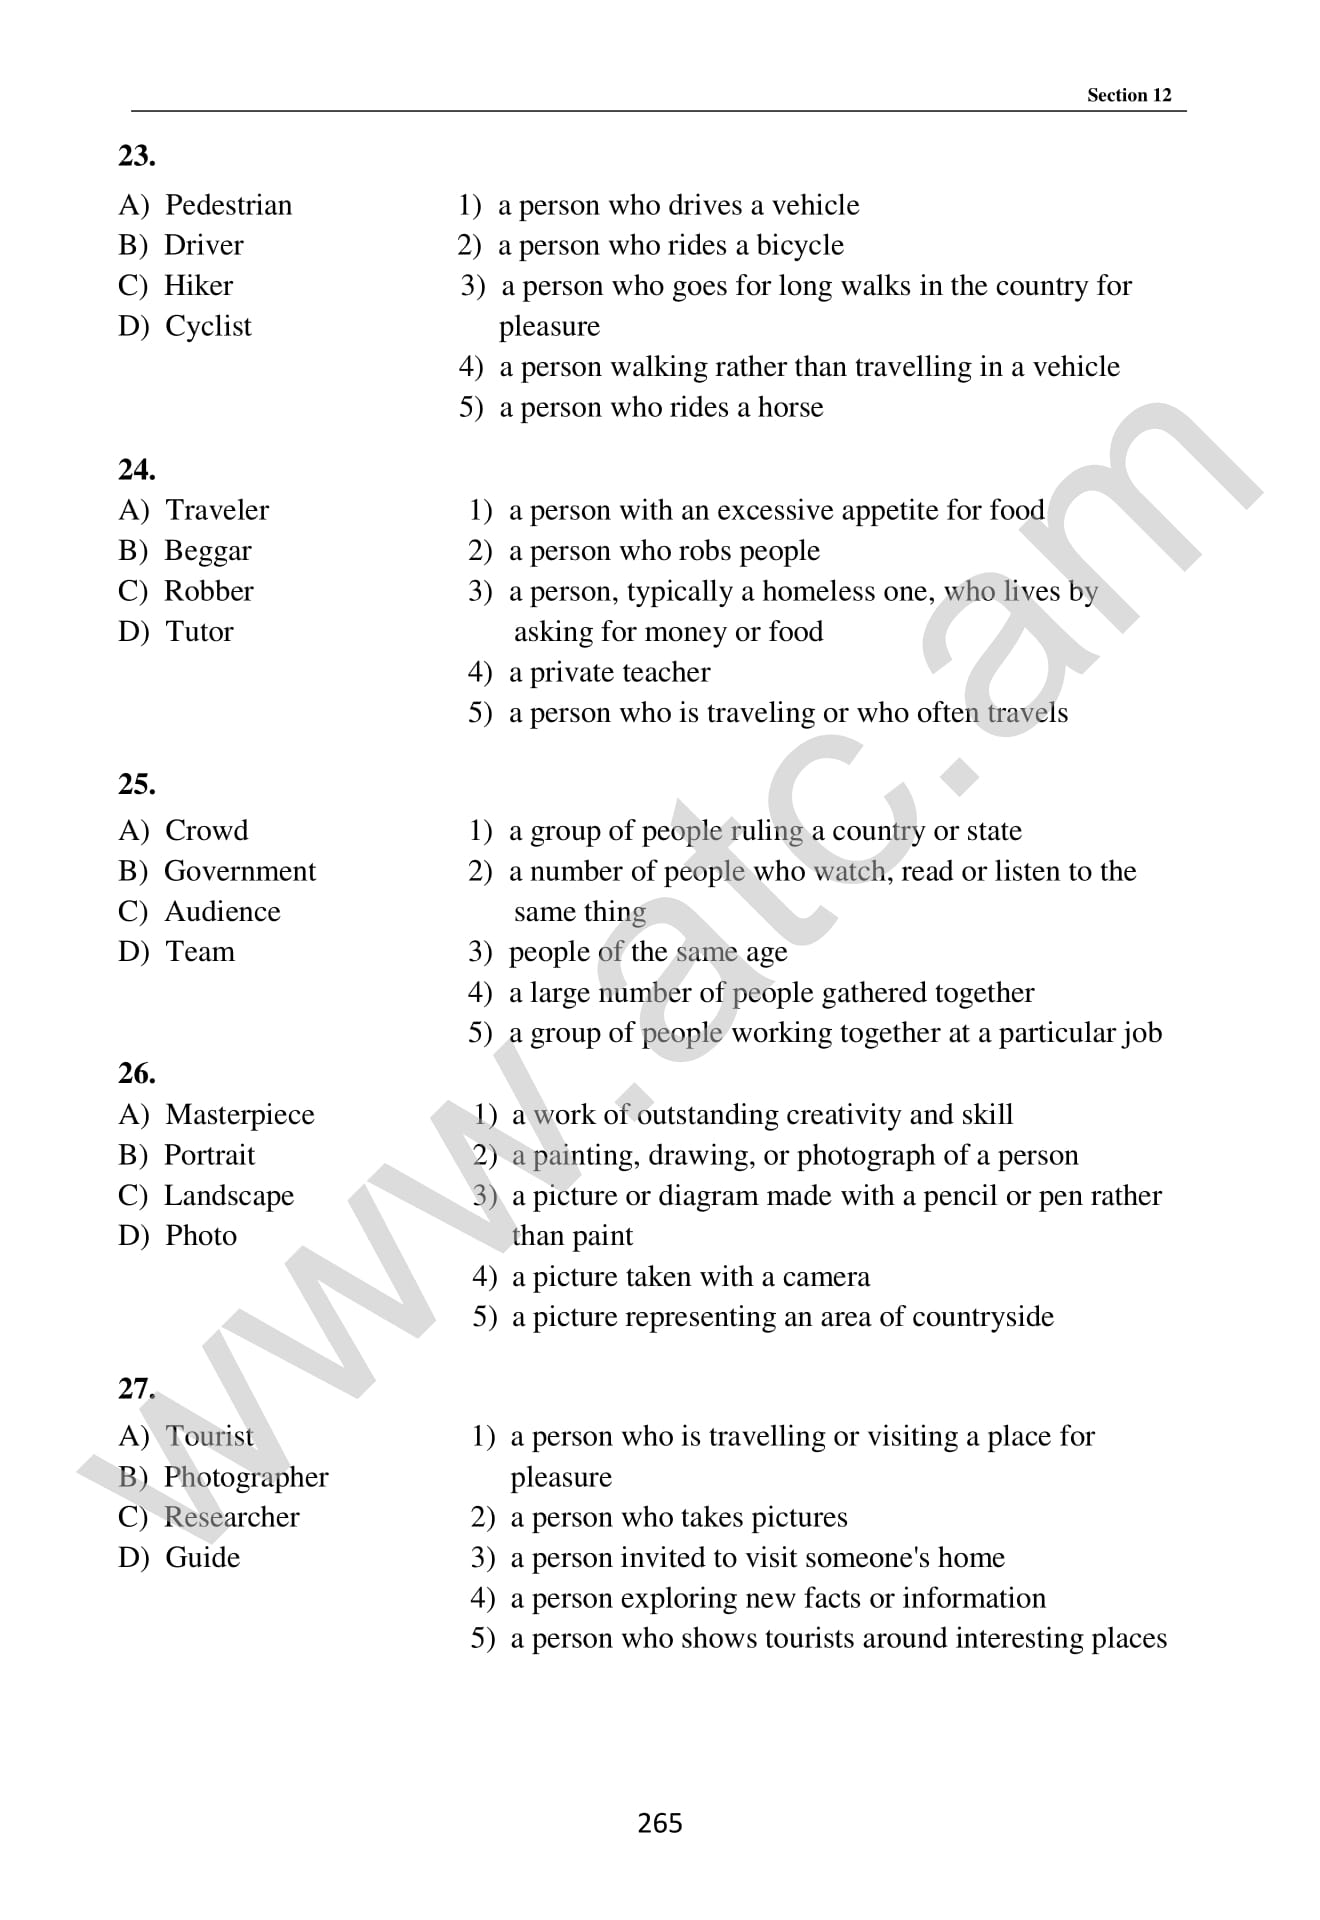 Section 12
23.
A) Pedestrian 1) a person who drives a vehicle
B) Driver 2) a person who rides a bicycle
C) Hiker 3) a person who goes for long walks in the country for
D) Cyclist pleasure
4) a person walking rather than travelling in a vehicle
5) a person who rides a horse
24.
A) Traveler 1) a person with an excessive appetite for food
B) Beggar 2) a person who robs people
C) Robber 3) a person, typically a homeless one, who lives by
D) Tutor asking for money or food
4) a private teacher
5) a person who is traveling or who often travels
25.
A) Crowd 1) a group of people ruling a country or state
B) Government 2) a number of people who watch, read or listen to the
C) Audience same thing
D) Team 3) people of the same age
4) a large number of people gathered together
5) a group of people working together at a particular job
26.
A) Masterpiece 1) a work of outstanding creativity and skill
B) Portrait 2) a painting, drawing, or photograph of a person
C) Landscape 3) a picture or diagram made with a pencil or pen rather
D) Photo than paint
4) a picture taken with a camera
5) a picture representing an area of countryside
27.
A) Tourist 1) a person who is travelling or visiting a place for
B) Photographer pleasure
C) Researcher 2) a person who takes pictures
D) Guide 3) a person invited to visit someone's home
4) a person exploring new facts or information
5) a person who shows tourists around interesting places
265
www.atc.am